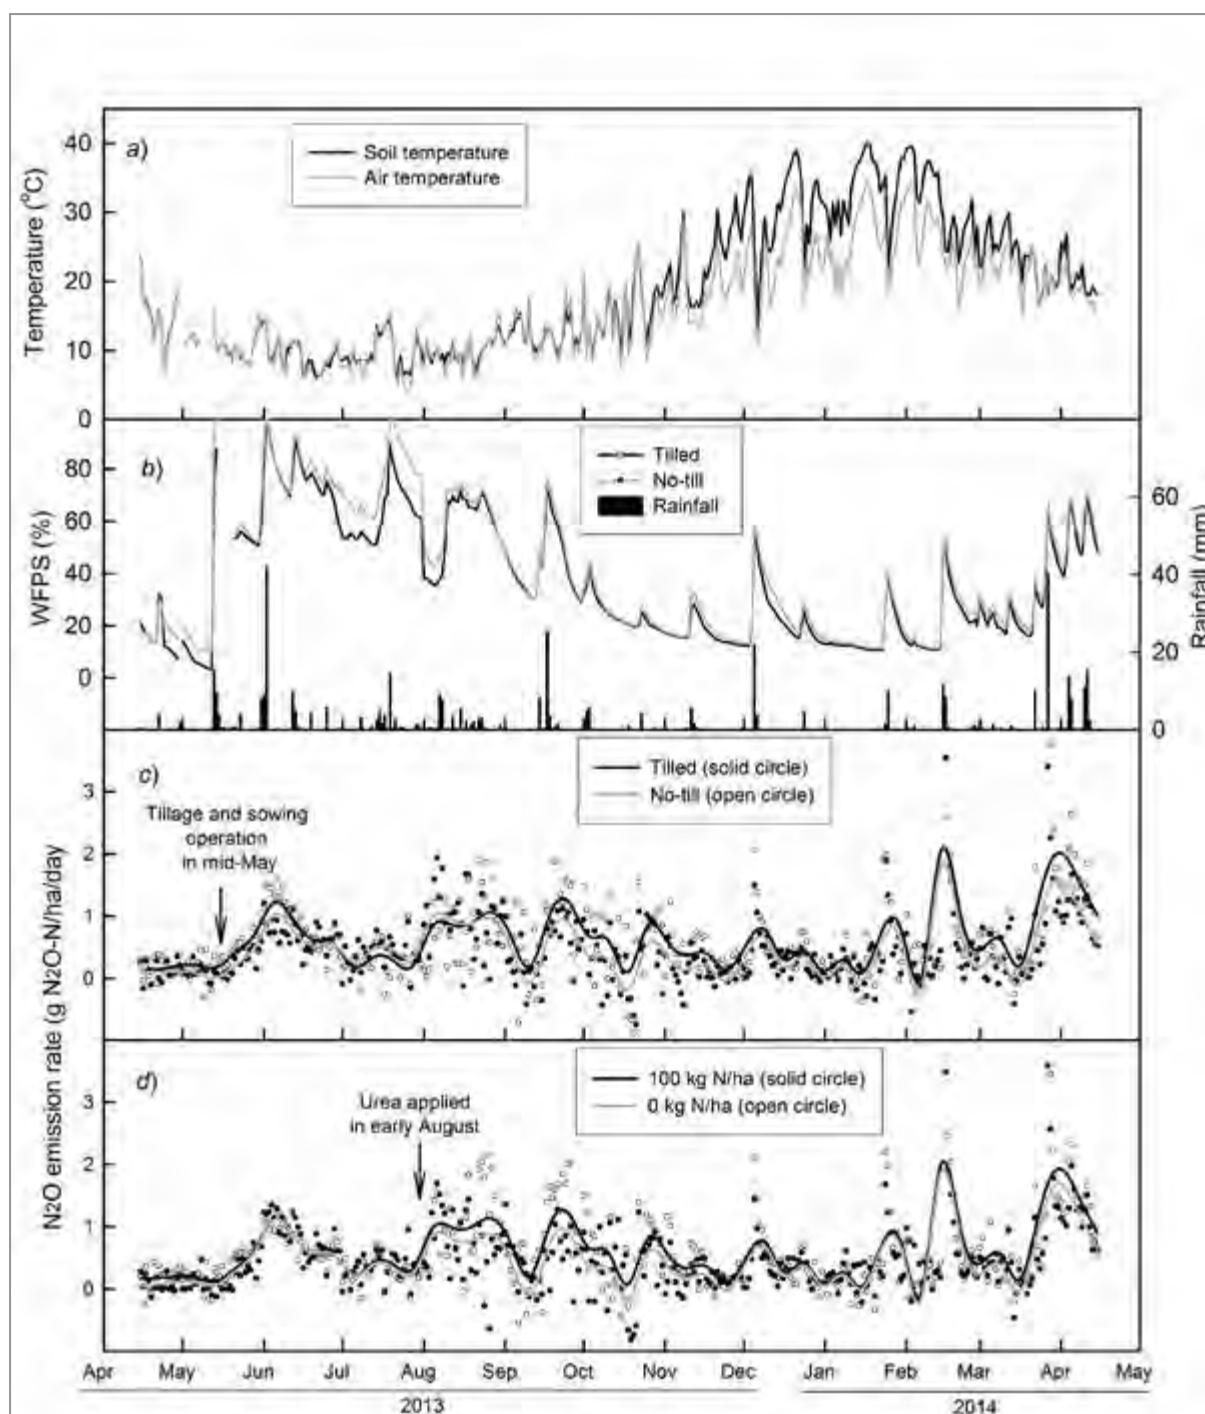 a)
Soil temperature
Air temperature
Temperature (°C)
40
30
20
10
0
b)
Tilled
No-till
Rainfall
WFPS (%)
80
60
40
20
0
Rainfall (mm)
60
40
20
0
c)
Tilled (solid circle)
No-till (open circle)
Tillage and sowing
operation
in mid-May
3
2
1
0
N2O emission rate (g N2O-N/ha/day
d)
100 kg N/ha (solid circle)
0 kg N/ha (open circle)
Urea applied
in early August
3
2
1
0
Apr May Jun Jul Aug Sep Oct Nov Dec Jan Feb Mar Apr May
2013 2014